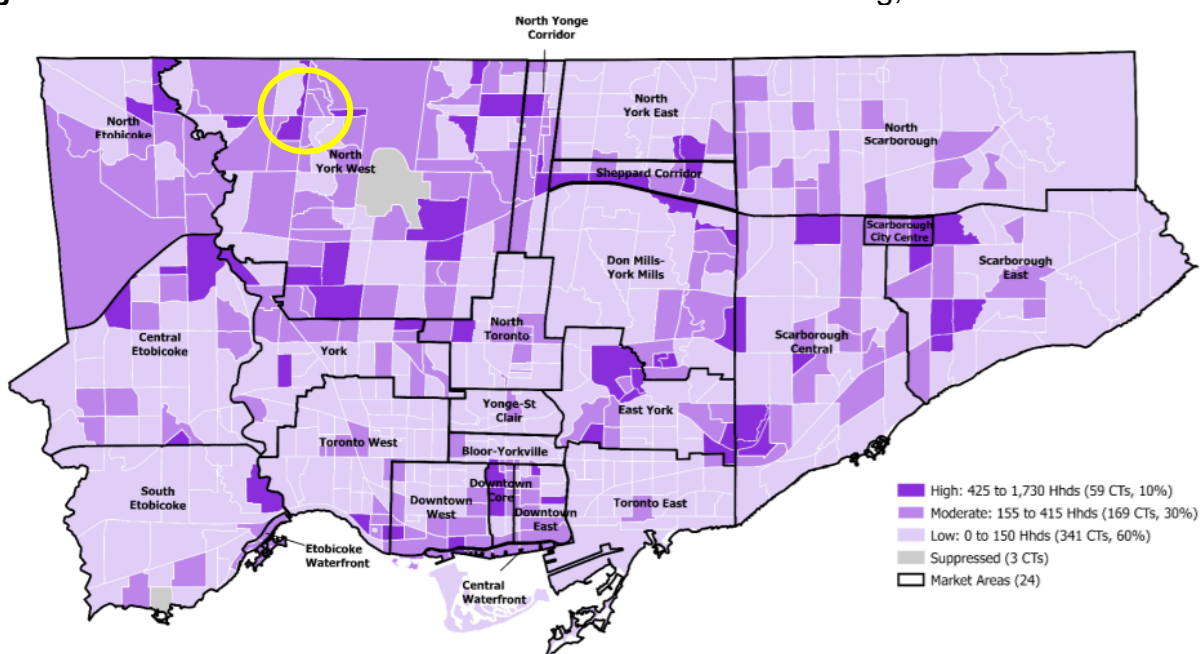 North Yonge
Corridor
North
Etobicoke
North
York West
North
York East
Sheppard Corridor
North
Scarborough
Scarborough
City Centre
Scarborough
East
Don Mills-
York Mills
Central
Etobicoke
York
North
Toronto
Scarborough
Central
Yonge-St
Clair
East York
Toronto West
Bloor-Yorkville
South
Etobicoke
Downtown
West
Downtown
Core
Downtown
East
Toronto East
Etobicoke
Waterfront
Central
Waterfront
High: 425 to 1,730 Hhds (59 CTs, 10%)
Moderate: 155 to 415 Hhds (169 CTs, 30%)
Low: 0 to 150 Hhds (341 CTs, 60%)
Suppressed (3 CTs)
Market Areas (24)